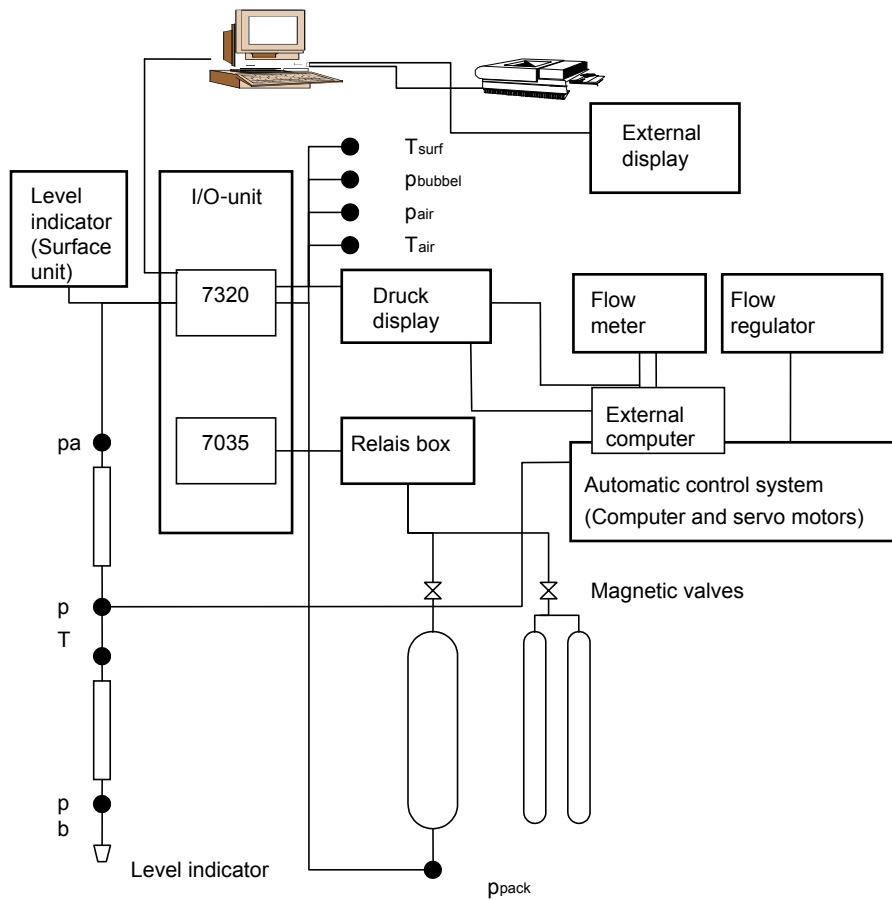 External
display
Level
indicator
(Surface
unit)
I/O-unit
Tsurf
pbubbel
pair
Tair
7320
Druck
display
Flow
meter
Flow
regulator
External
computer
pa
7035
Relais box
Automatic control system
(Computer and servo motors)
p
T
Magnetic valves
p
b
Level indicator
ppack